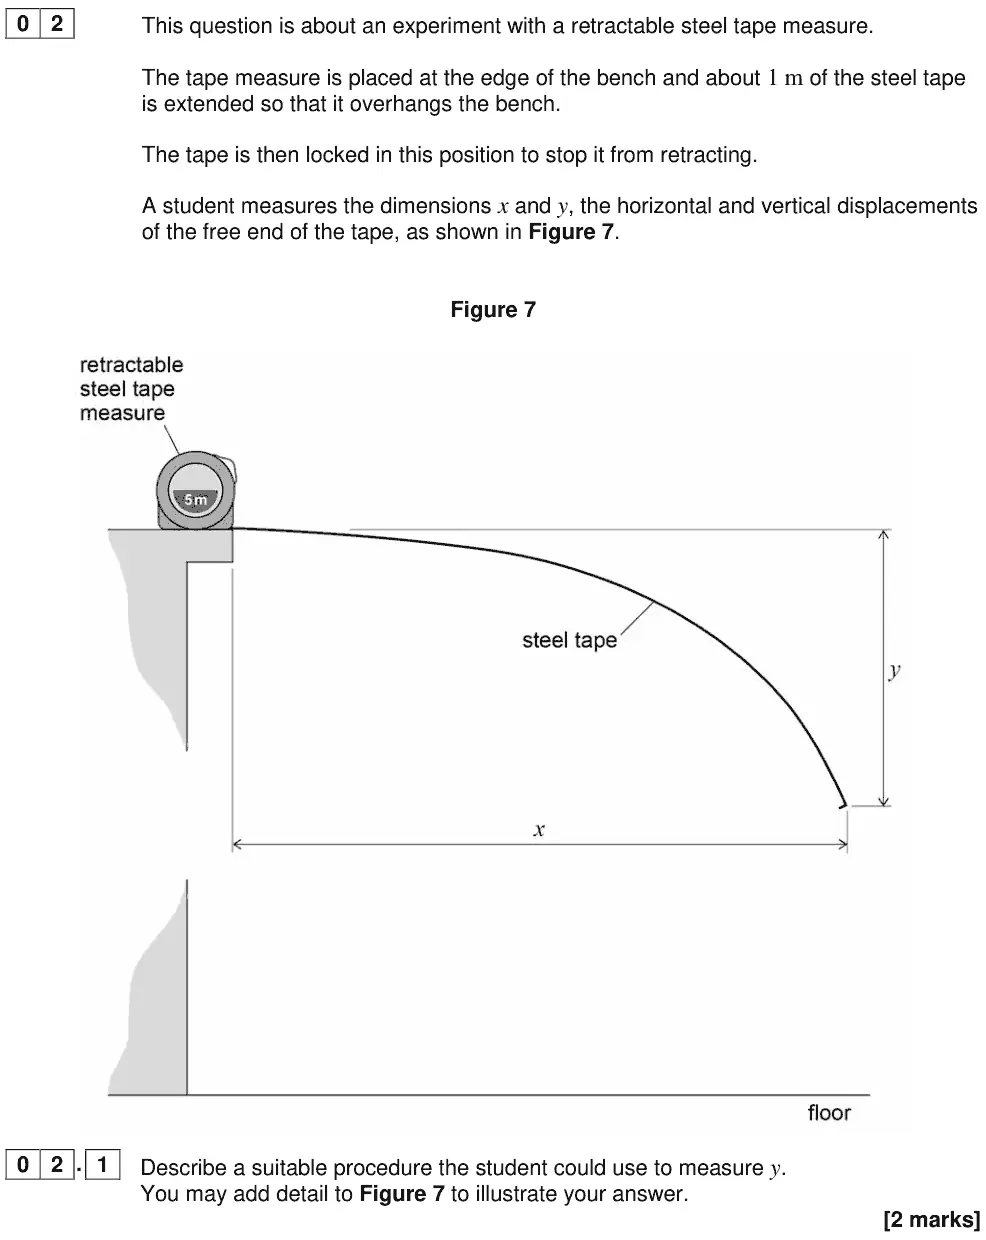 0 2
This question is about an experiment with a retractable steel tape measure.
The tape measure is placed at the edge of the bench and about 1 m of the steel tape
is extended so that it overhangs the bench.
The tape is then locked in this position to stop it from retracting.
A student measures the dimensions x and y, the horizontal and vertical displacements
of the free end of the tape, as shown in Figure 7.
Figure 7
retractable
steel tape
measure
5m
steel tape
y
x
floor
0 2 . 1
Describe a suitable procedure the student could use to measure y.
You may add detail to Figure 7 to illustrate your answer.
[2 marks]